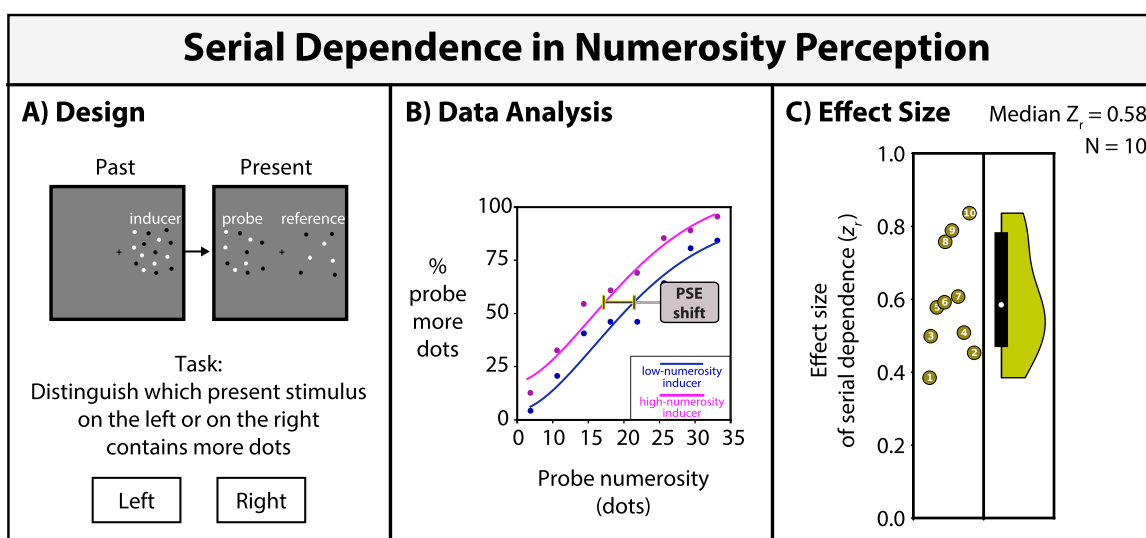 Serial Dependence in Numerosity Perception
A) Design
Past
Present
inducer
probe
reference
+
+
Task:
Distinguish which present stimulus
on the left or on the right
contains more dots
Left
Right
B) Data Analysis
%
probe
more
dots
100
75
50
25
0
PSE
shift
low-numerosity
inducer
high-numerosity
inducer
0
10
15
20
25
30
35
Probe numerosity
(dots)
C) Effect Size
Median Zr = 0.58
N = 10
Effect size
of serial dependence (zr)
1.0
0.8
0.6
0.4
0.2
0.0
10
9
8
7
6
5
4
3
2
1